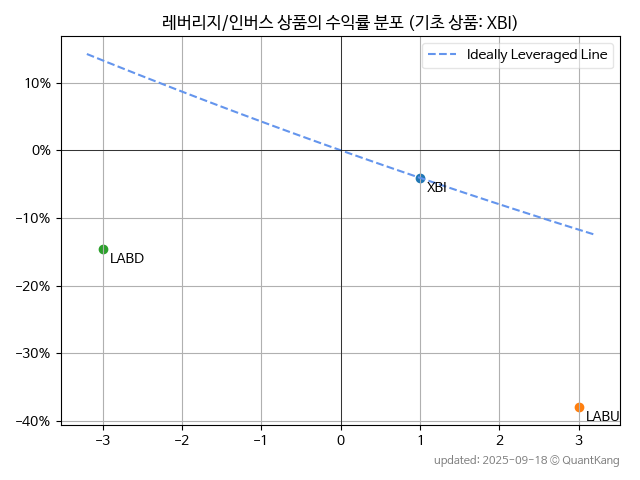 레버리지/인버스 상품의 수익률 분포 (기초 상품: XBI)
Ideally Leveraged Line
10%
0%
−10%
−20%
−30%
−40%
XBI
LABD
LABU
−3 −2 −1 0 1 2 3
updated: 2025-09-18 © QuantKang